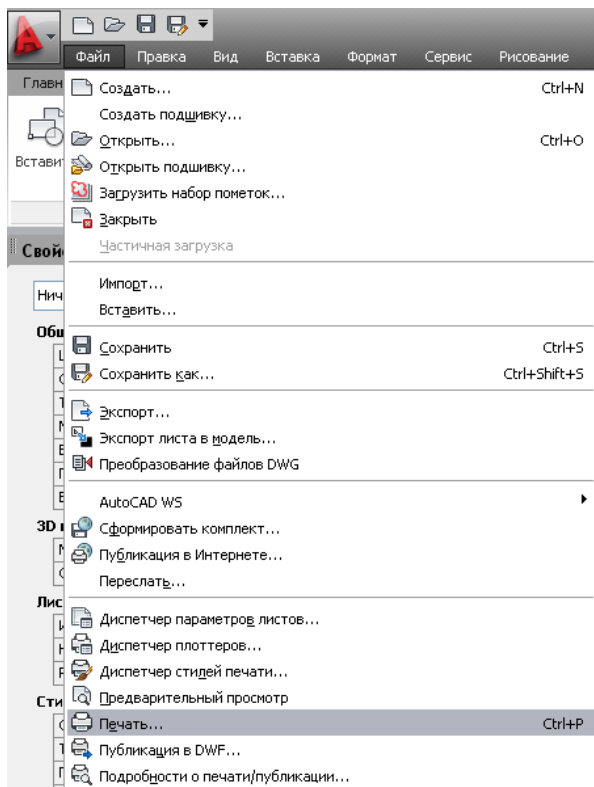 Файл Правка Вид Вставка Формат Сервис Рисование
Главн
Встави
Свой
Нич
Общ
3D
Лис
Сти
Создать... Ctrl+N
Создать подшивку...
Открыть... Ctrl+O
Открыть подшивку...
Загрузить набор пометок...
Закрыть
Частичная загрузка
Импорт...
Вставить...
Сохранить Ctrl+S
Сохранить как... Ctrl+Shift+S
Экспорт...
Экспорт листа в модель...
Преобразование файлов DWG
AutoCAD WS
Сформировать комплект...
Публикация в Интернете...
Переслать...
Диспетчер параметров листов...
Диспетчер плоттеров...
Диспетчер стилей печати...
Предварительный просмотр
Печать... Ctrl+P
Публикация в DWF...
Подробности о печати/публикации...